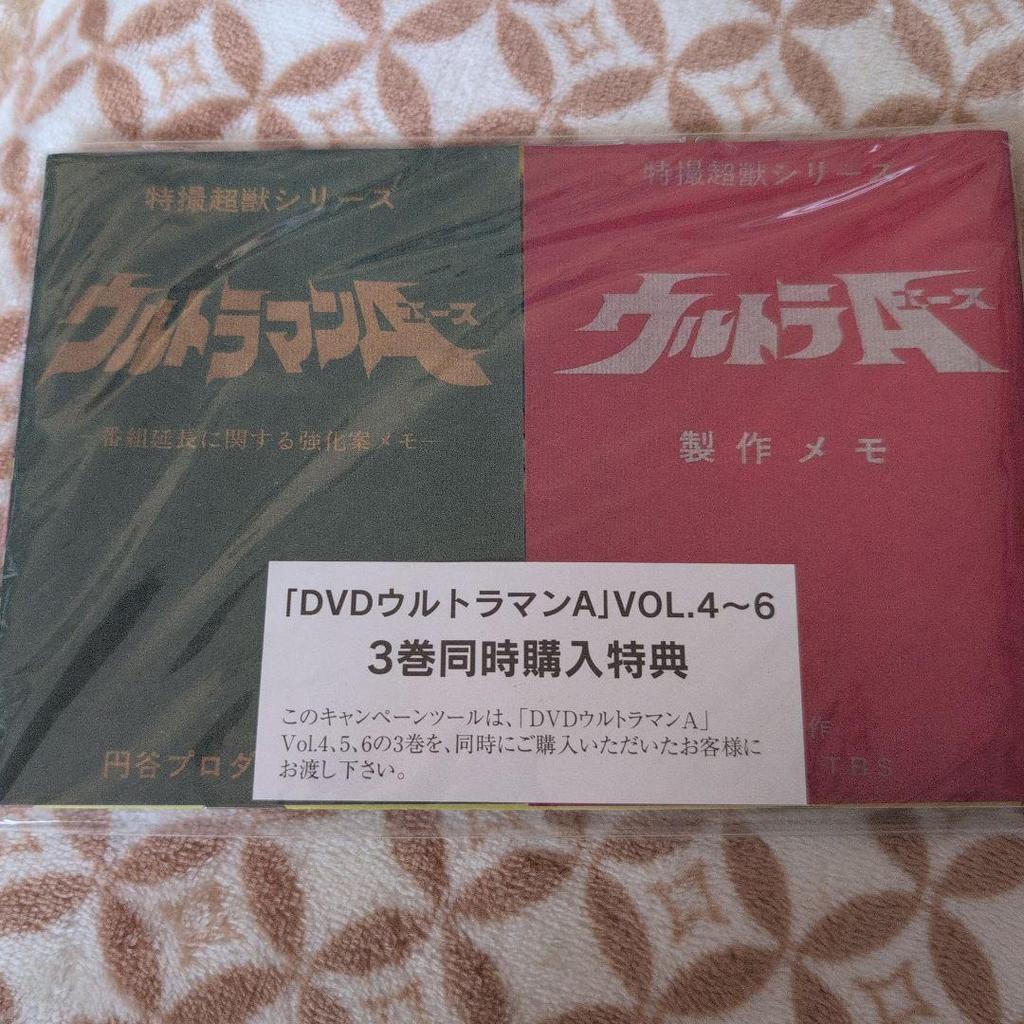 特撮超獣シリーズ
ウルトラマンAエース
—番組延長に関する強化案メモ—
円谷プロダ
特撮超獣シリーズ
ウルトラAエース
製作メモ
作
TBS
「DVDウルトラマンA」VOL.4〜6
3巻同時購入特典
このキャンペーンツールは、「DVDウルトラマンA」
Vol.4、5、6の3巻を、同時にご購入いただいたお客様に
お渡し下さい。